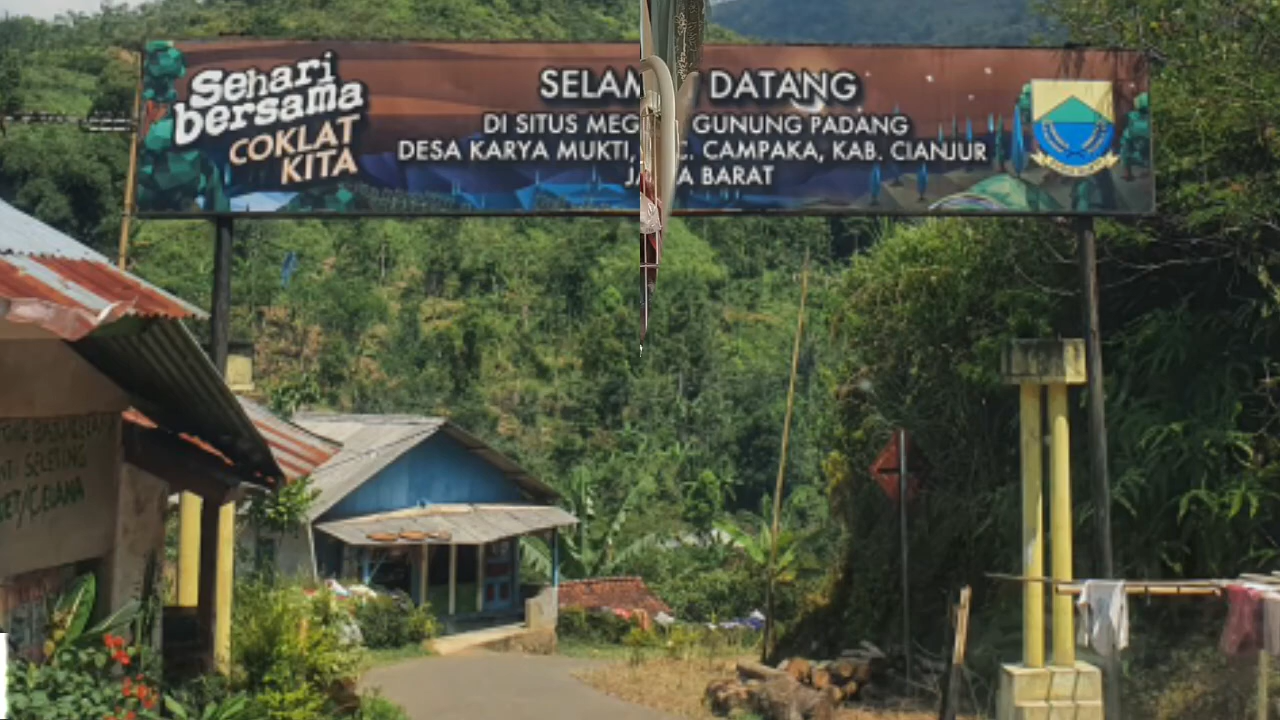 Sehari
bersama
COKLAT
KITA
SELAM DATANG
DI SITUS MEG GUNUNG PADANG
DESA KARYA MUKTI, C. CAMPAKA, KAB. CIANJUR
JA A BARAT
SELETING